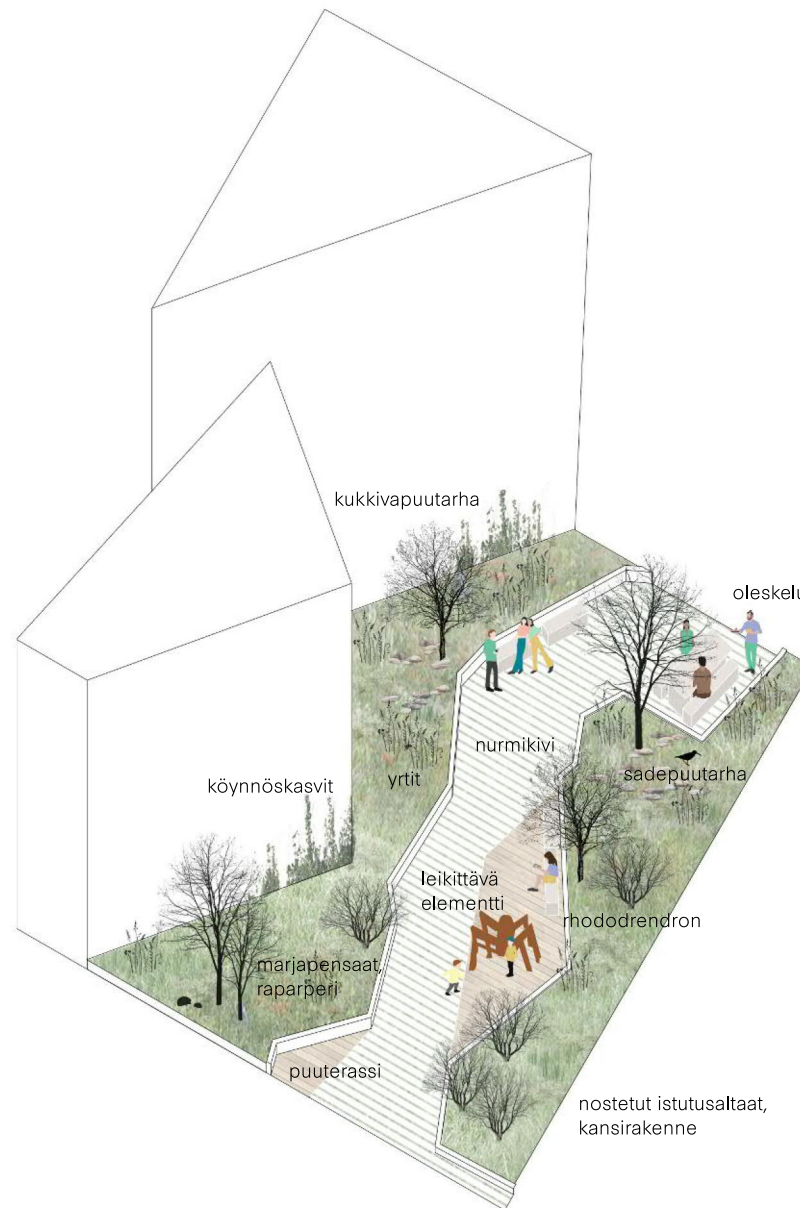 kukkivapuutarha
oleskelu
nurmikivi
sadepuutarha
yrtit
köynnöskasvit
leikittävä
elementti
rhododrendron
marjapensaat,
raparperi
puuterassi
nostetut istutusaltaat,
kansirakenne